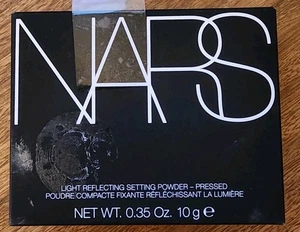 NARS
LIGHT REFLECTING SETTING POWDER – PRESSED
POUDRE COMPACTE FIXANTE RÉFLÉCHISSANT LA LUMIÈRE
NET WT. 0.35 Oz. 10 g ℮